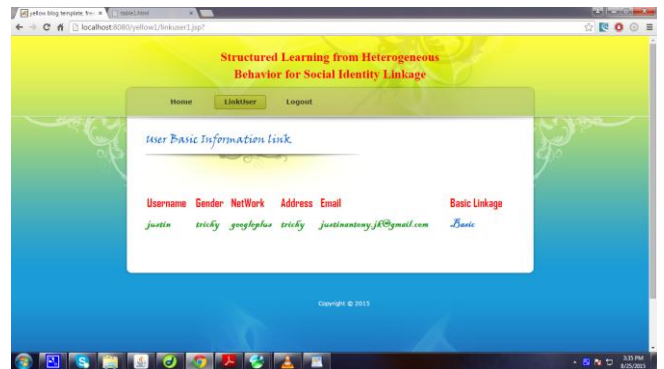 yellow blog template, fre
table1.html
localhost:8080/yellow1/linkuser1.jsp?
Structured Learning from Heterogeneous
Behavior for Social Identity Linkage
Home LinkUser Logout
User Basic Information link
Username Gender NetWork Address Email Basic Linkage
justin trichy googleplus trichy justinantony.jk@gmail.com Basic
Copyright © 2015
3:35 PM
8/25/2015